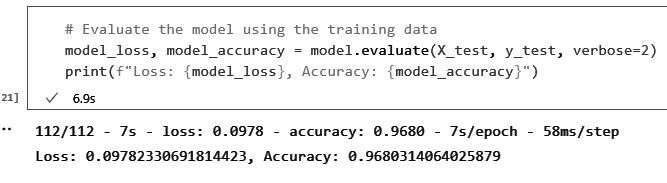 # Evaluate the model using the training data
model_loss, model_accuracy = model.evaluate(X_test, y_test, verbose=2)
print(f"Loss: {model_loss}, Accuracy: {model_accuracy}")
[21] ✓ 6.9s
.. 112/112 - 7s - loss: 0.0978 - accuracy: 0.9680 - 7s/epoch - 58ms/step
Loss: 0.09782330691814423, Accuracy: 0.9680314064025879